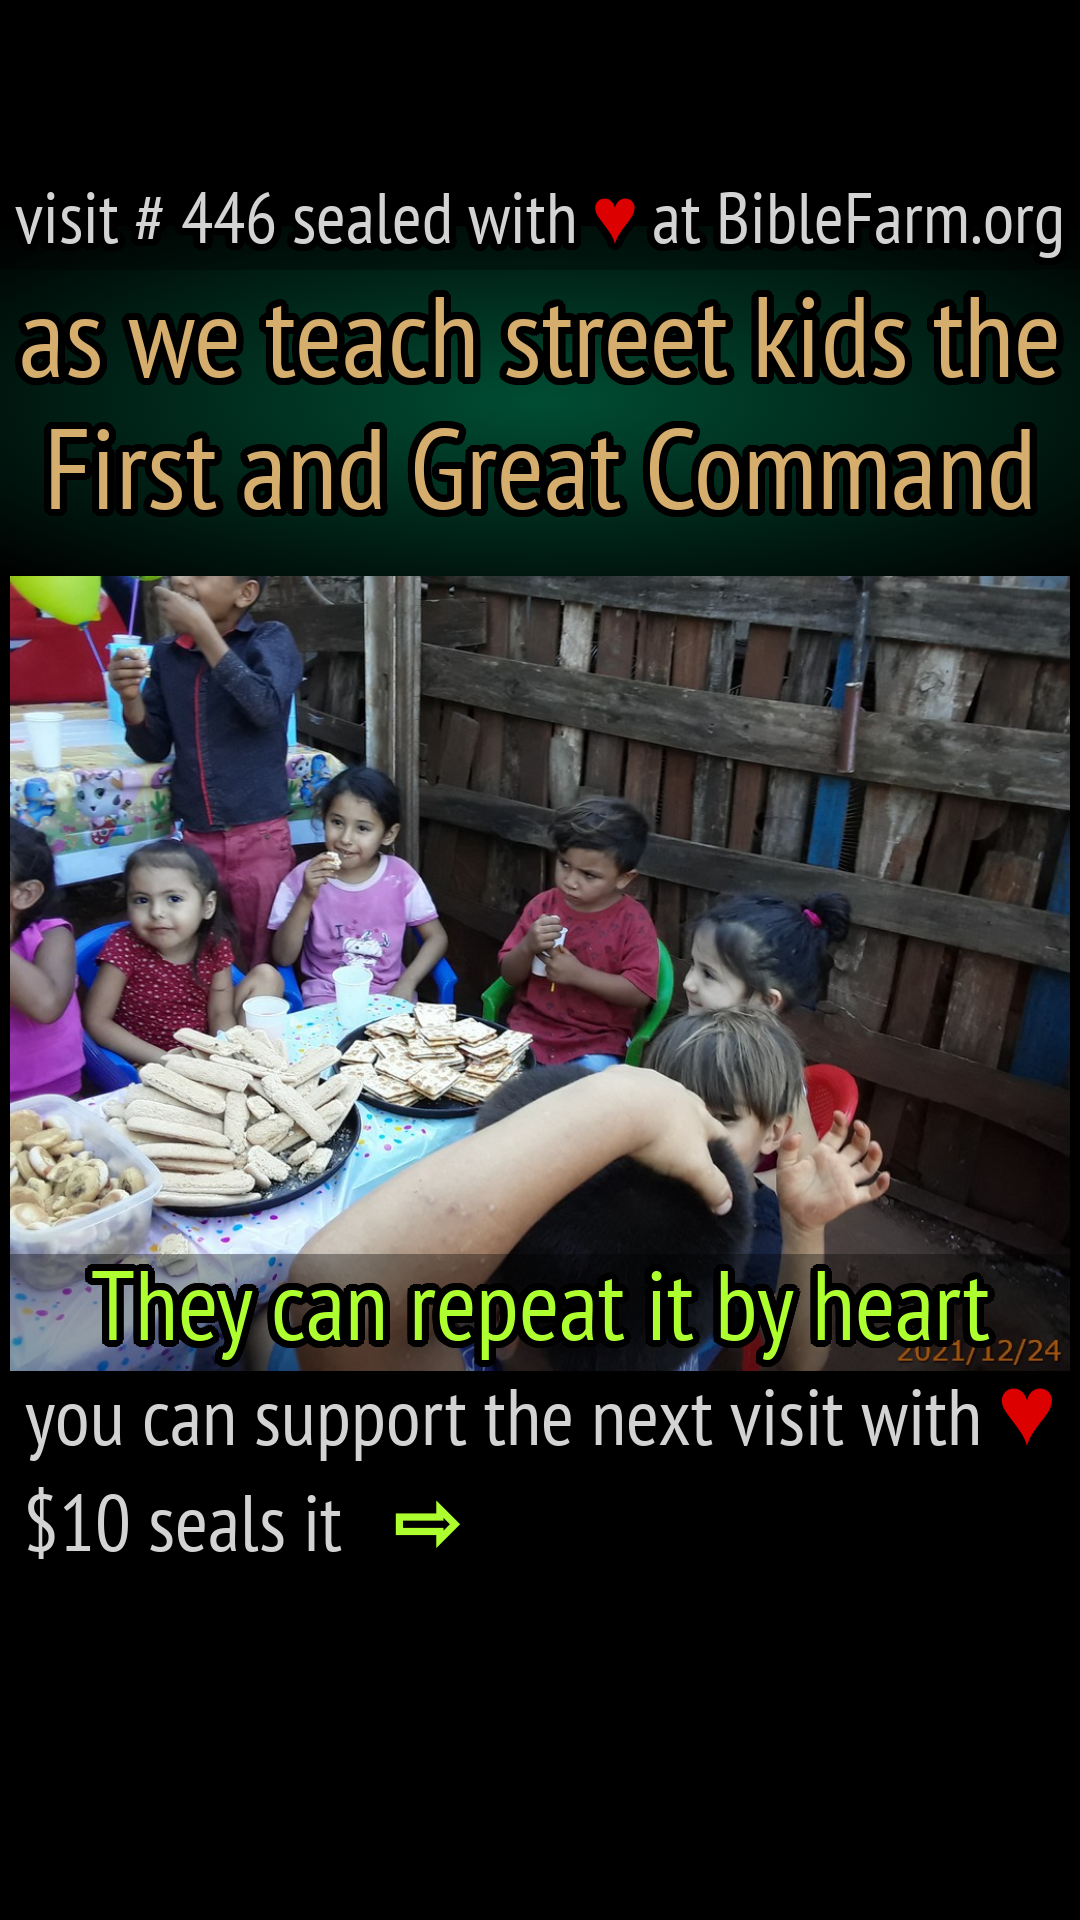 visit # 446 sealed with ♥ at BibleFarm.org
as we teach street kids the
First and Great Command
They can repeat it by heart
2021/12/24
you can support the next visit with ♥
$10 seals it ⇨